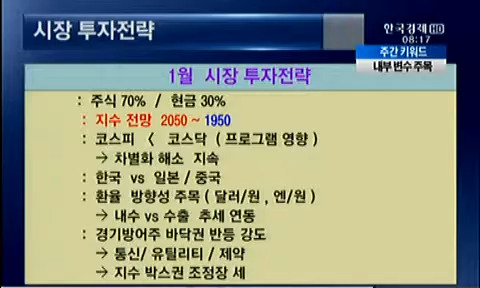 시장 투자전략
한국경제 HD
08:17
주간 키워드
내부 변수 주목
1월 시장 투자전략
: 주식 70% / 현금 30%
: 지수 전망 2050 ~ 1950
: 코스피 < 코스닥 ( 프로그램 영향 )
→ 차별화 해소 지속
: 한국 vs 일본 / 중국
: 환율 방향성 주목 ( 달러/원 , 엔/원 )
→ 내수 vs 수출 추세 연동
: 경기방어주 바닥권 반등 강도
→ 통신/ 유틸리티 / 제약
→ 지수 박스권 조정장 세